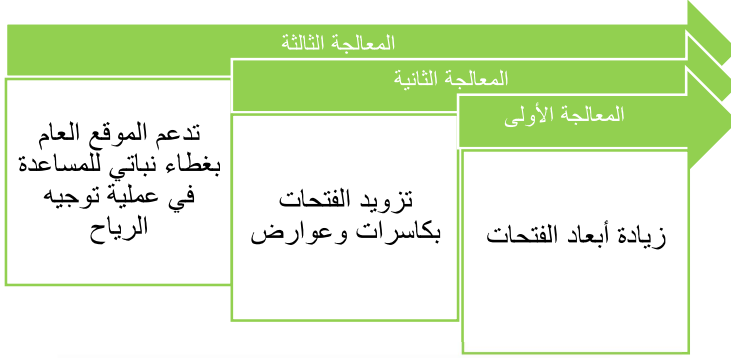 المعالجة الثالثة
تدعم الموقع العام
بغطاء نباتي للمساعدة
في عملية توجيه
الرياح
المعالجة الثانية
تزويد الفتحات
بكاسرات وعوارض
المعالجة الأولى
زيادة أبعاد الفتحات